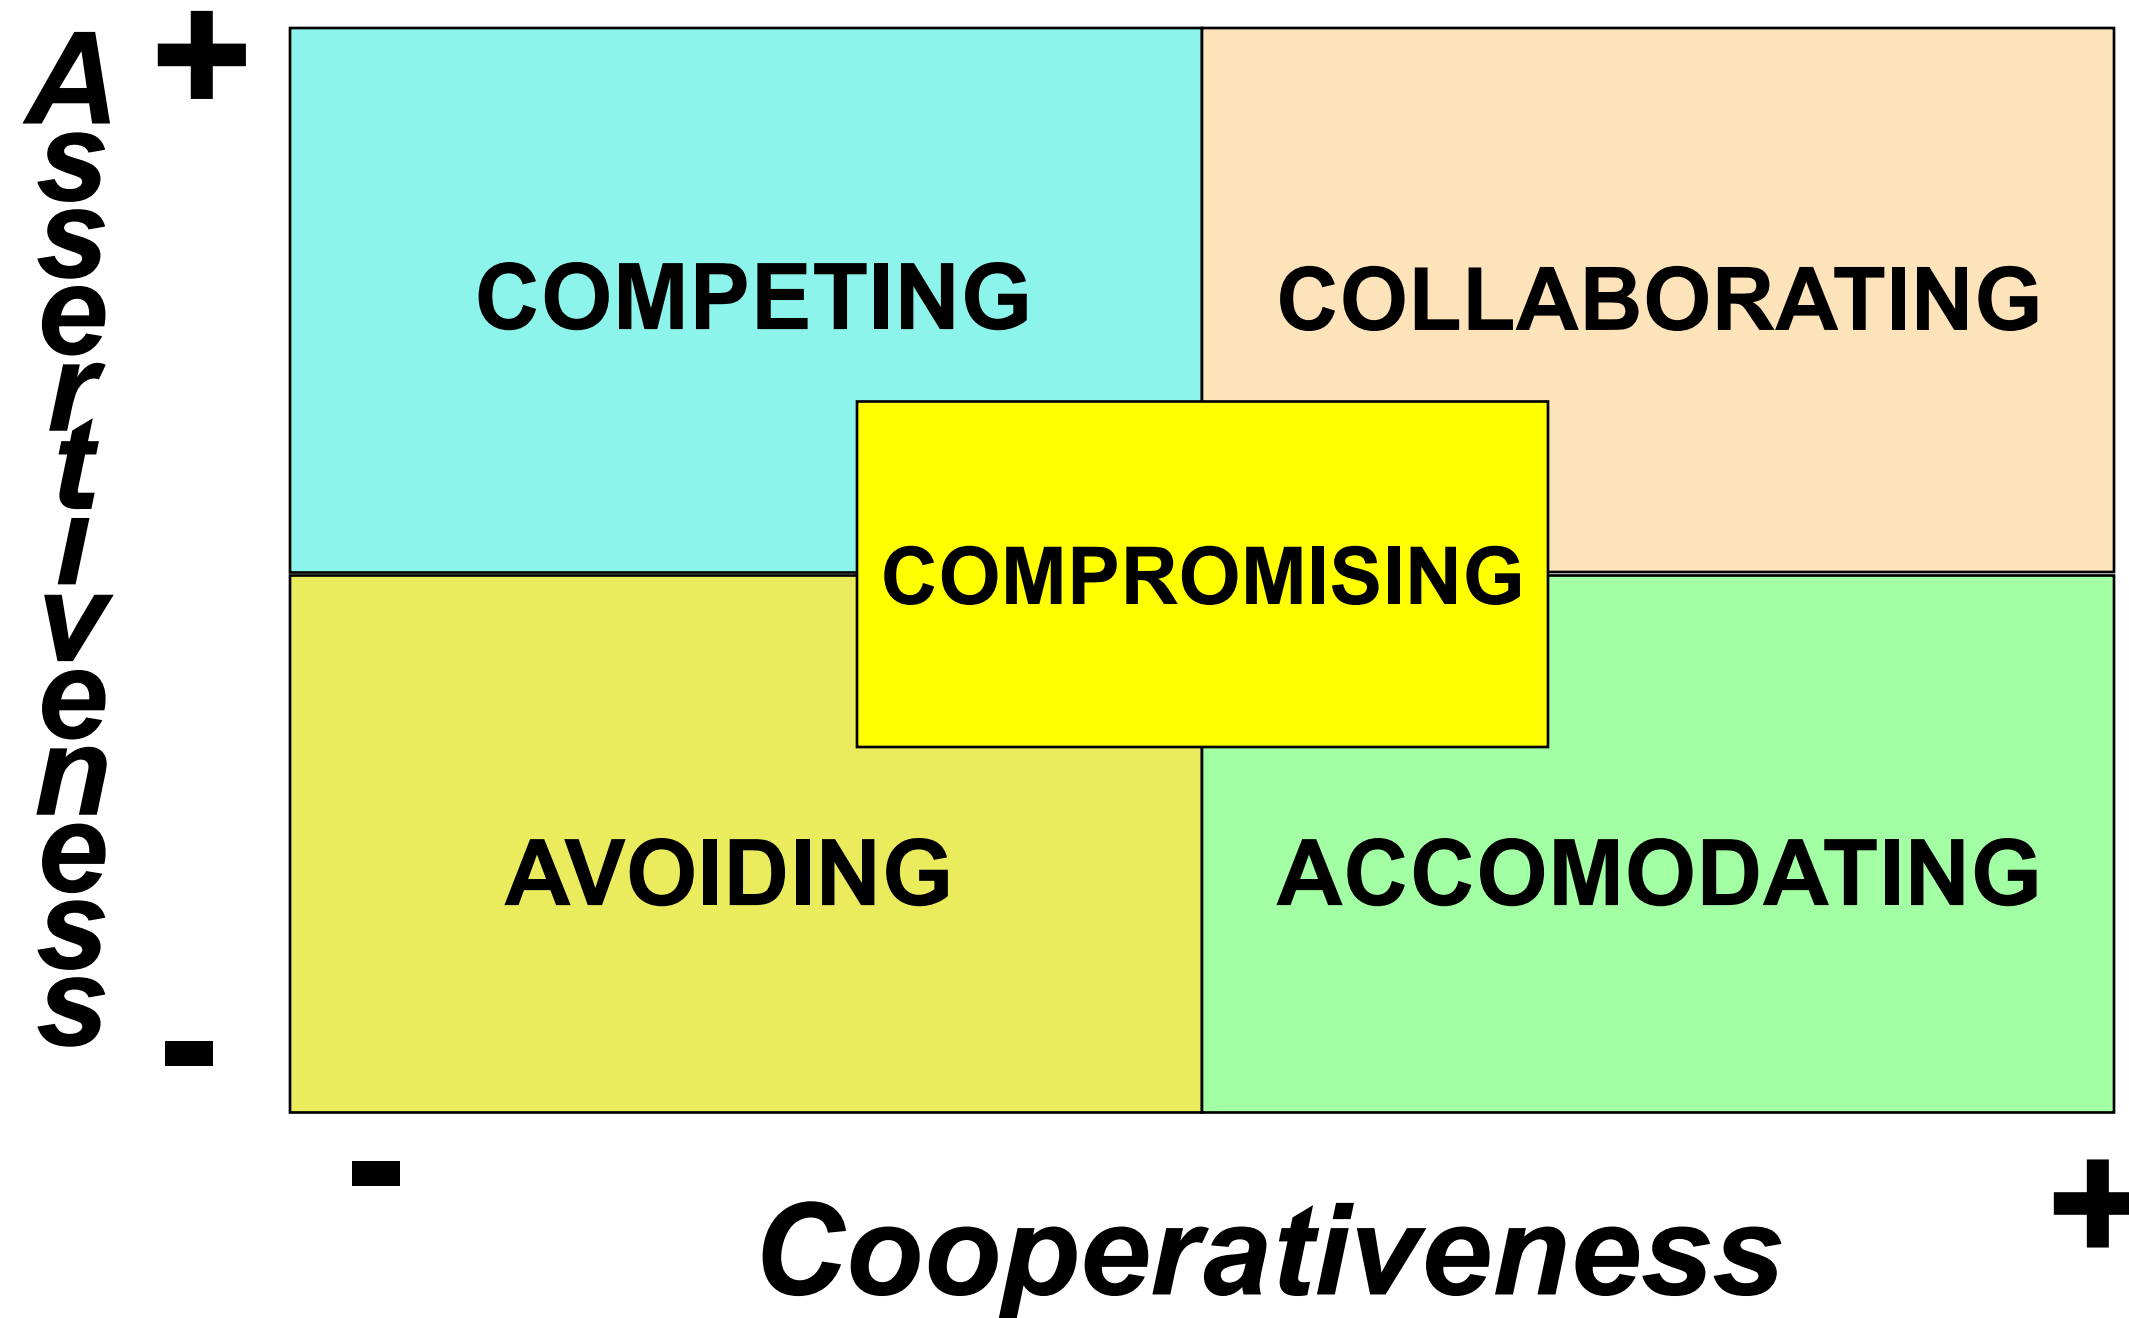 Assertiveness
+
COMPETING
COLLABORATING
COMPROMISING
AVOIDING
ACCOMODATING
-
-
+
Cooperativeness